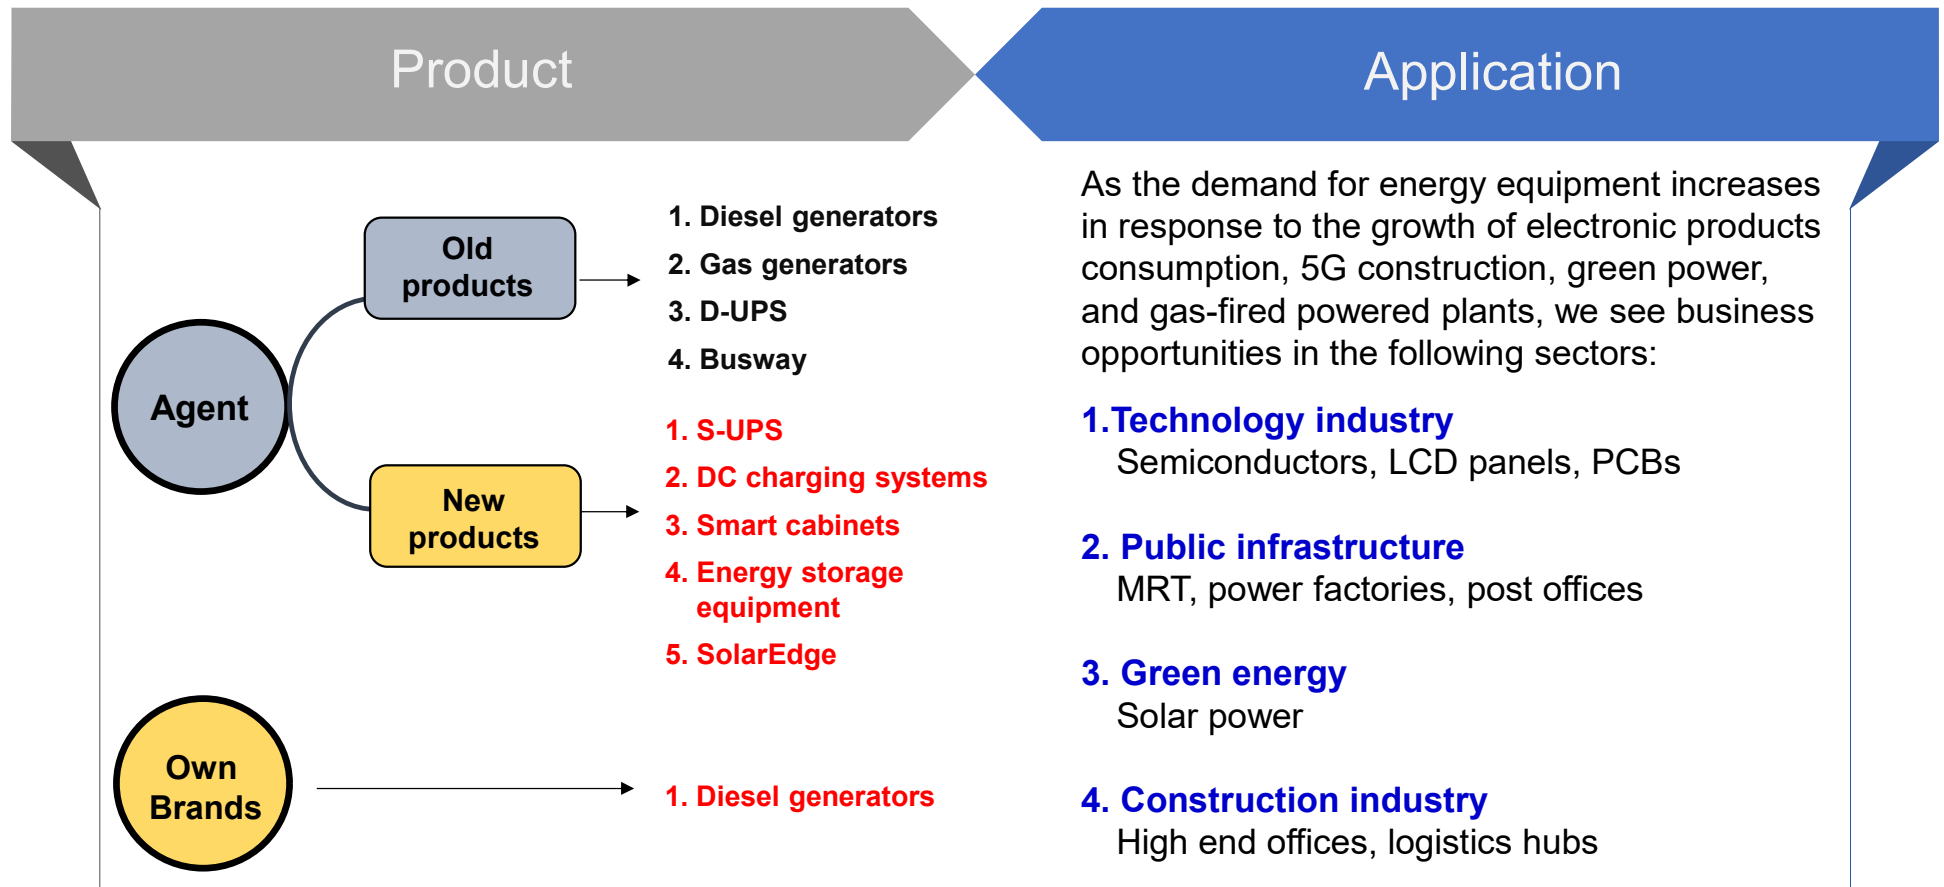 Product
Application
Agent
Old
products
1. Diesel generators
2. Gas generators
3. D-UPS
4. Busway
New
products
1. S-UPS
2. DC charging systems
3. Smart cabinets
4. Energy storage
equipment
5. SolarEdge
Own
Brands
1. Diesel generators
As the demand for energy equipment increases
in response to the growth of electronic products
consumption, 5G construction, green power,
and gas-fired powered plants, we see business
opportunities in the following sectors:
1.Technology industry
Semiconductors, LCD panels, PCBs
2. Public infrastructure
MRT, power factories, post offices
3. Green energy
Solar power
4. Construction industry
High end offices, logistics hubs